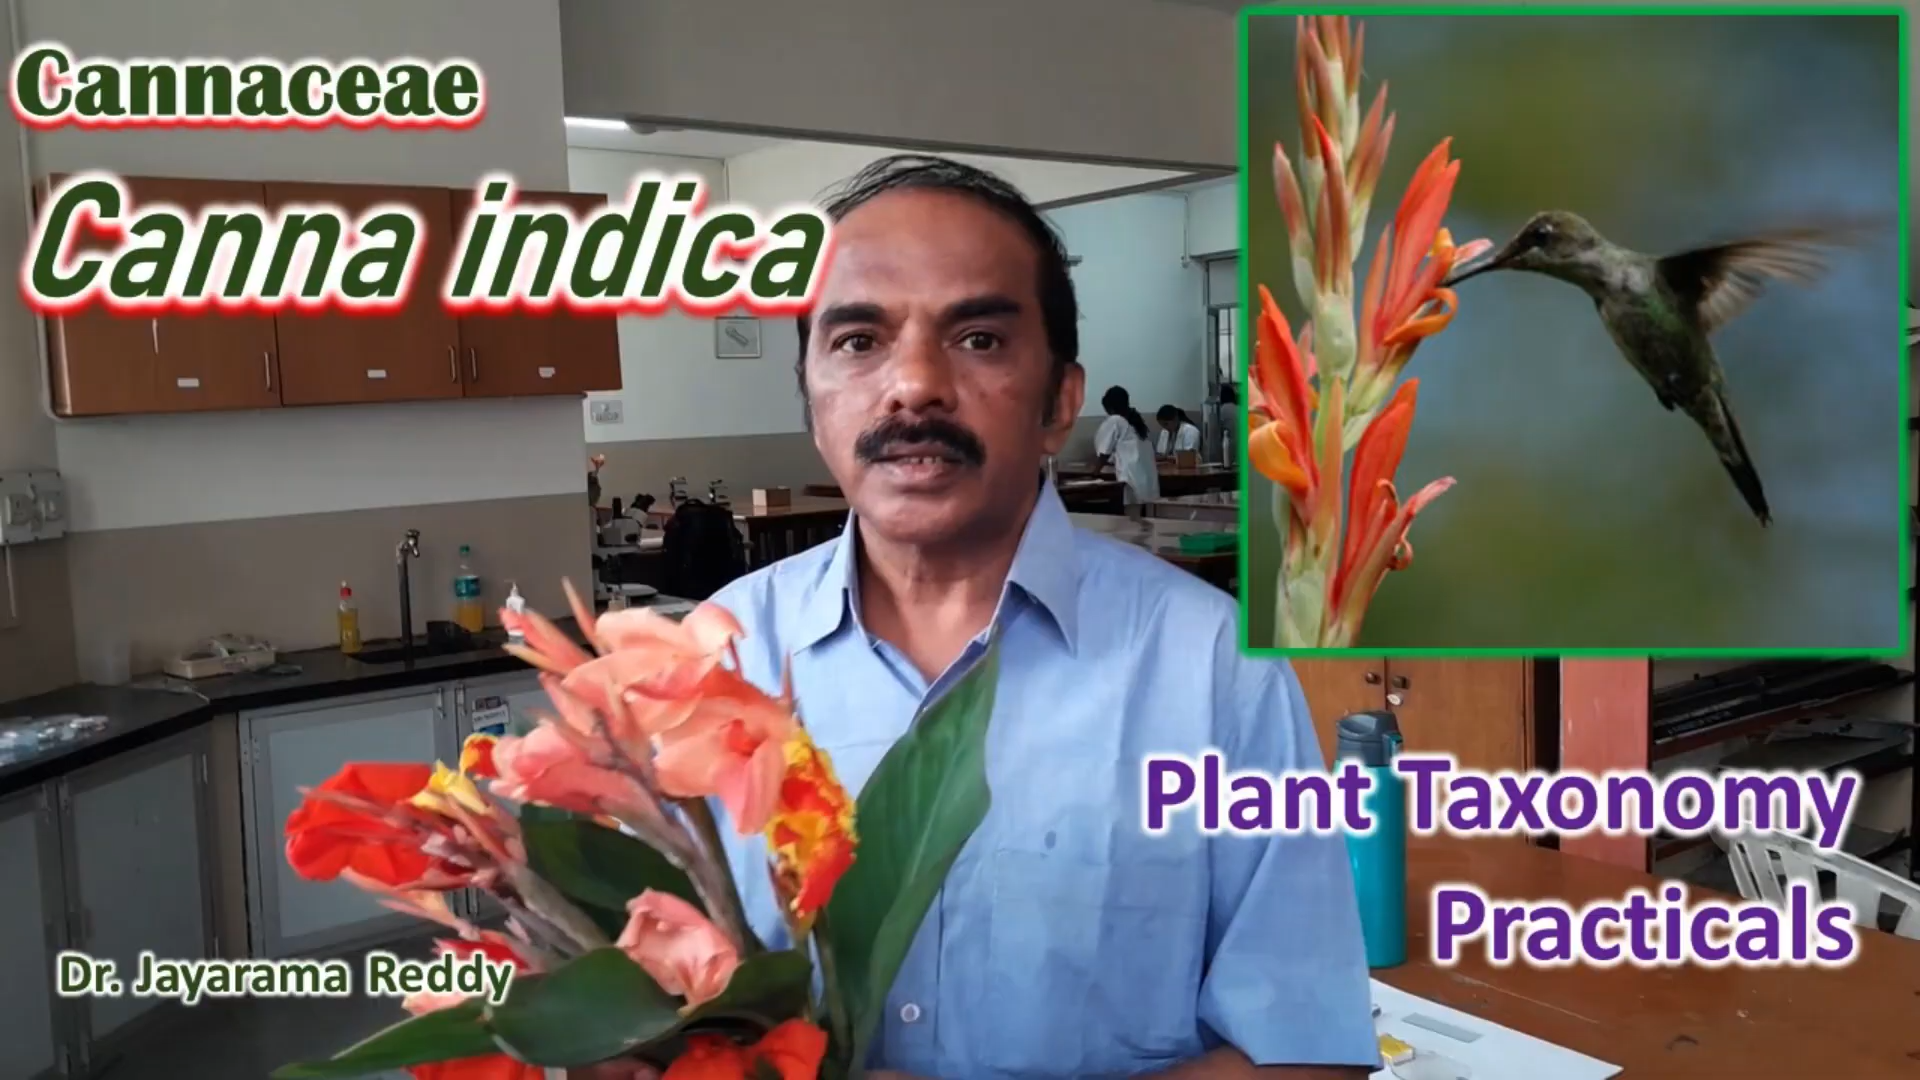 Cannaceae
Canna indica
Plant Taxonomy
Practicals
Dr. Jayarama Reddy